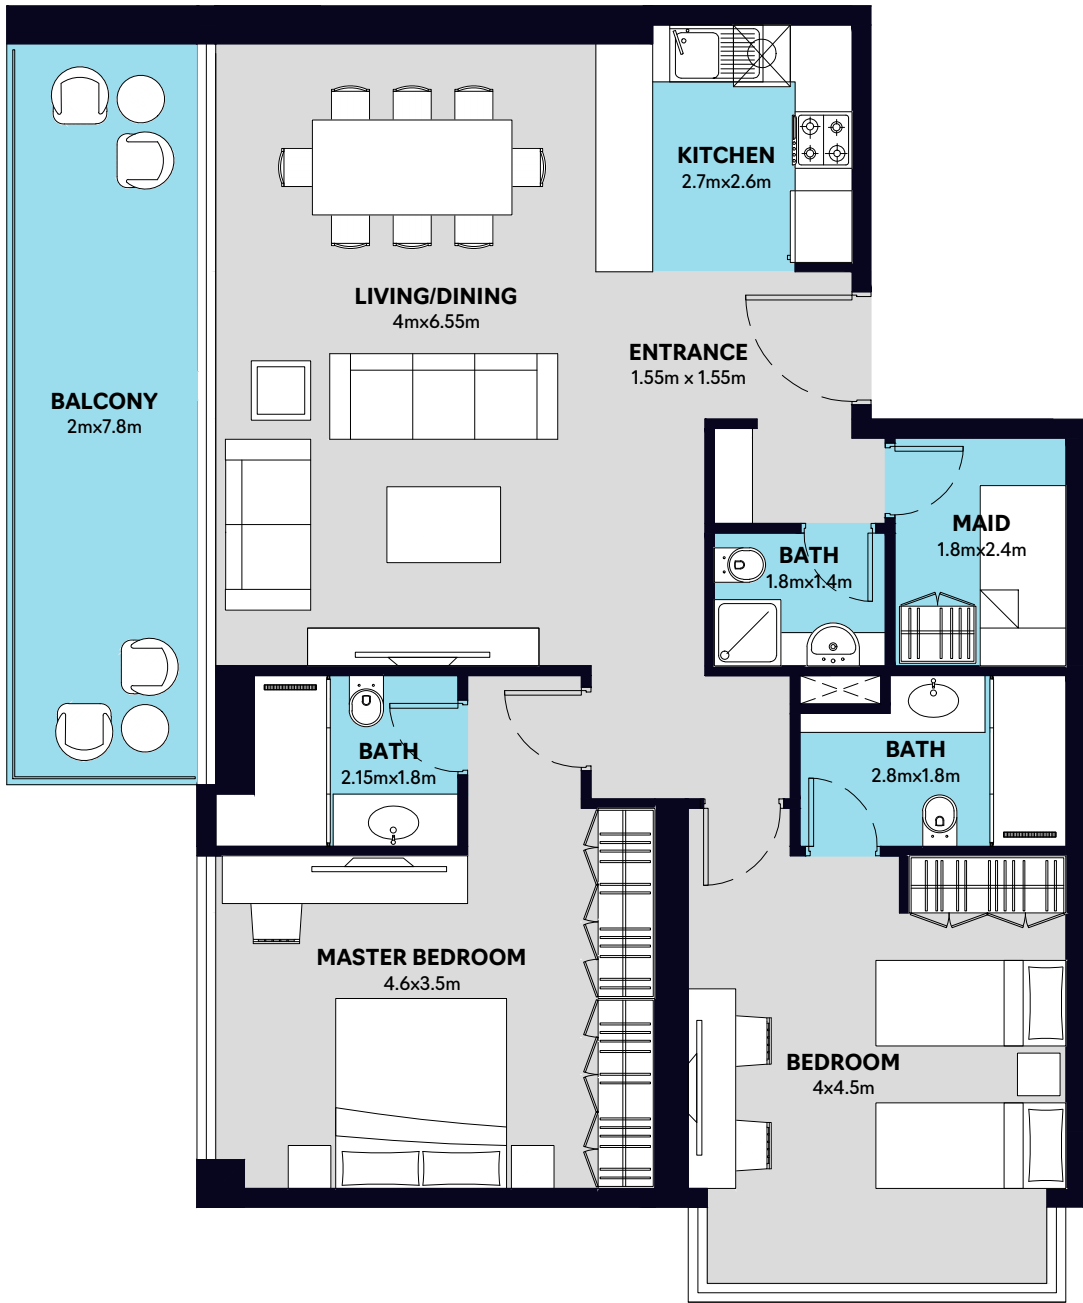 KITCHEN
2.7mx2.6m
LIVING/DINING
4mx6.55m
ENTRANCE
1.55m x 1.55m
BALCONY
2mx7.8m
MAID
1.8mx2.4m
BATH
1.8mx1.4m
BATH
2.15mx1.8m
BATH
2.8mx1.8m
MASTER BEDROOM
4.6x3.5m
BEDROOM
4x4.5m